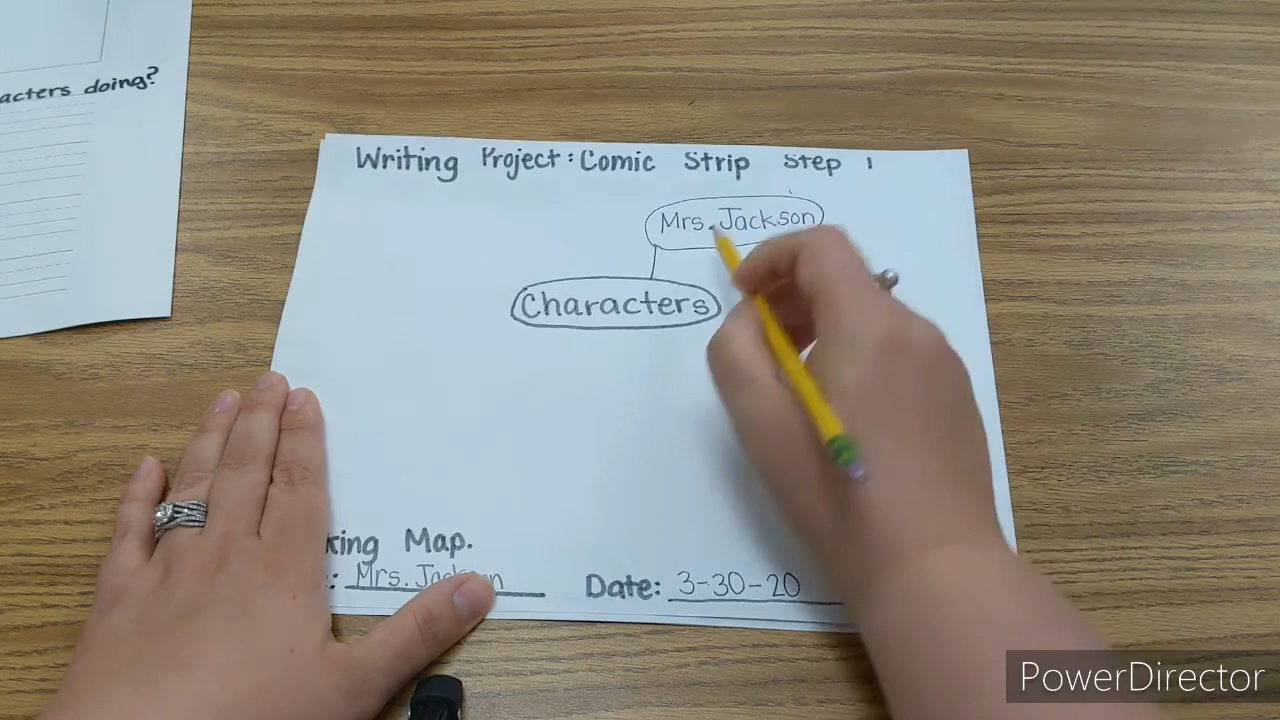 acters doing?
Writing Project: Comic Strip Step 1
Mrs. Jackson
Characters
king Map.
: Mrs. Jackson
Date: 3-30-20
PowerDirector